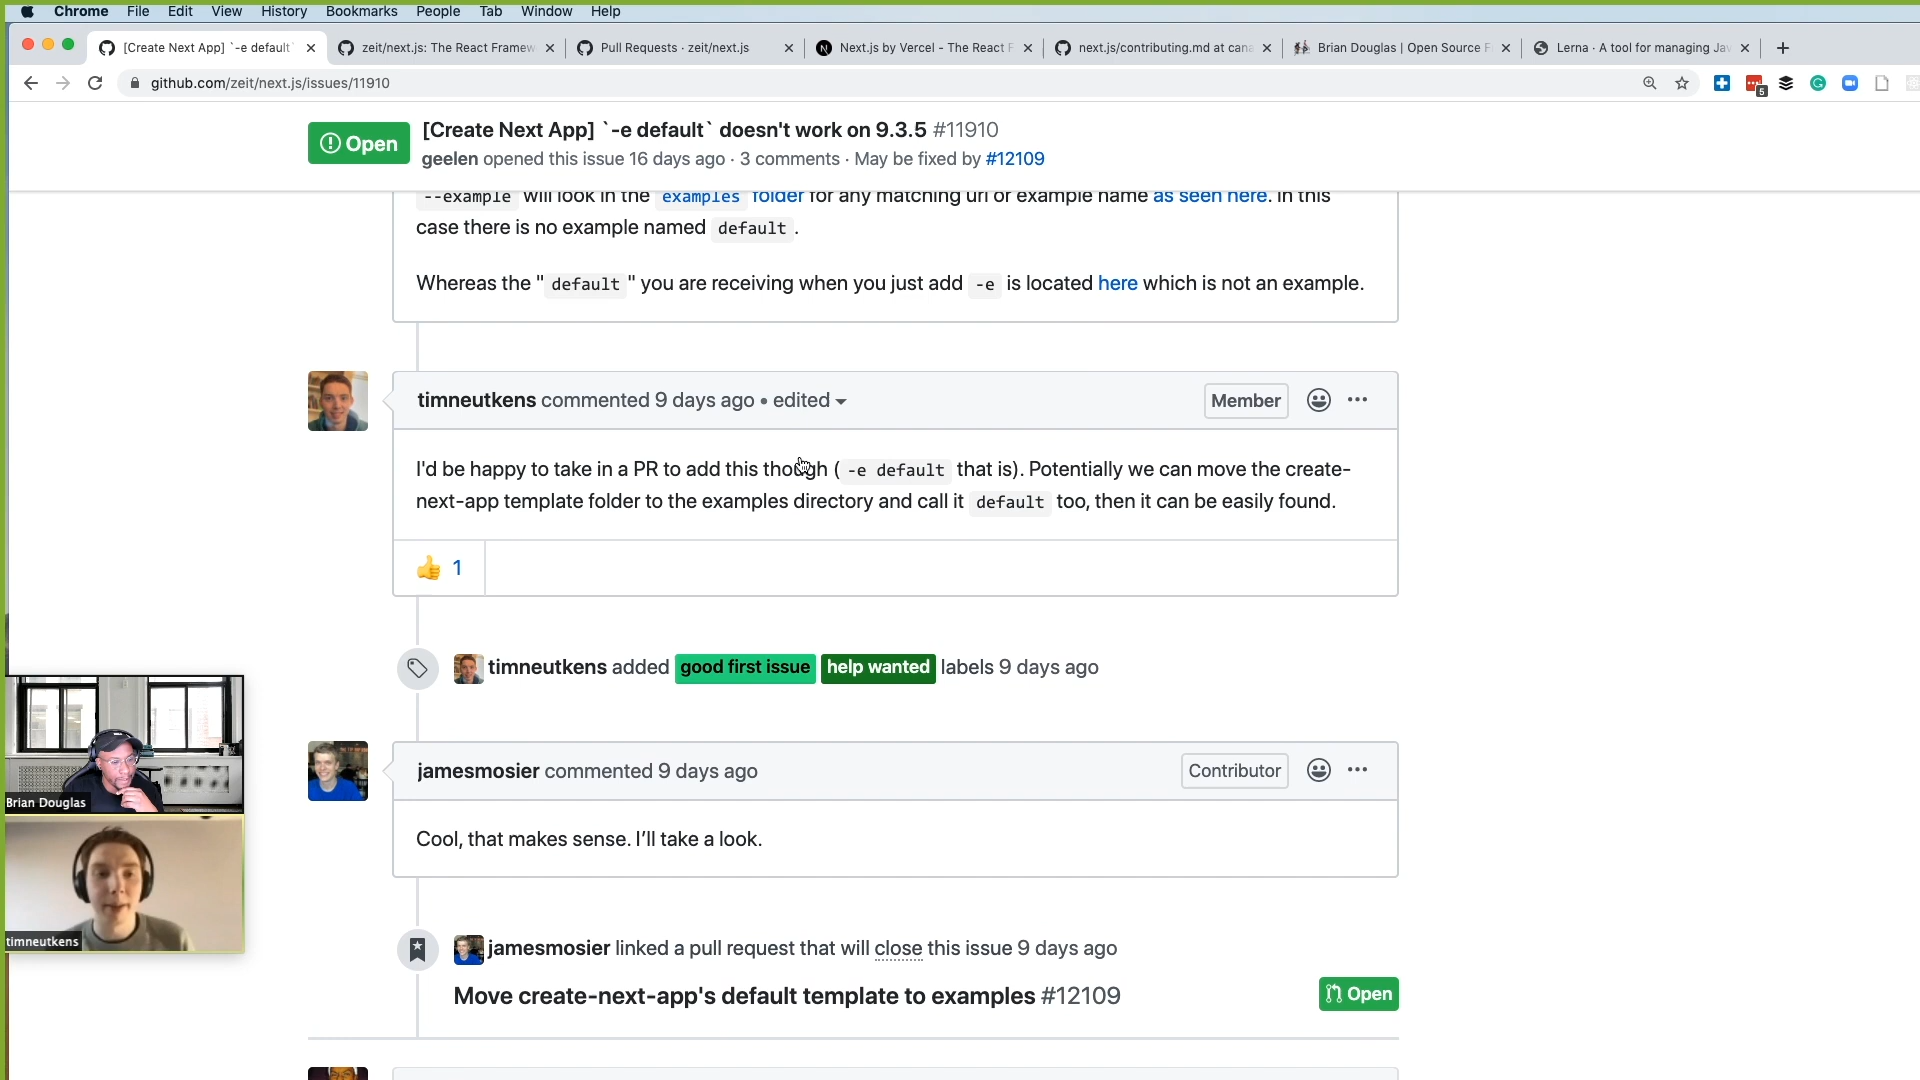 Chrome File Edit View History Bookmarks People Tab Window Help
[Create Next App] `-e default`
zeit/next.js: The React Framew
Pull Requests · zeit/next.js
Next.js by Vercel - The React F
next.js/contributing.md at cana
Brian Douglas | Open Source F
Lerna · A tool for managing Jav
github.com/zeit/next.js/issues/11910
5
Open
[Create Next App] `-e default` doesn't work on 9.3.5 #11910
geelen opened this issue 16 days ago · 3 comments · May be fixed by #12109
--example will look in the examples folder for any matching url or example name as seen here. In this
case there is no example named default .
Whereas the " default " you are receiving when you just add -e is located here which is not an example.
timneutkens commented 9 days ago • edited
Member
I'd be happy to take in a PR to add this though ( -e default that is). Potentially we can move the create-
next-app template folder to the examples directory and call it default too, then it can be easily found.
👍 1
timneutkens added good first issue help wanted labels 9 days ago
jamesmosier commented 9 days ago
Contributor
Cool, that makes sense. I’ll take a look.
jamesmosier linked a pull request that will close this issue 9 days ago
Move create-next-app's default template to examples #12109
Open
Brian Douglas
timneutkens